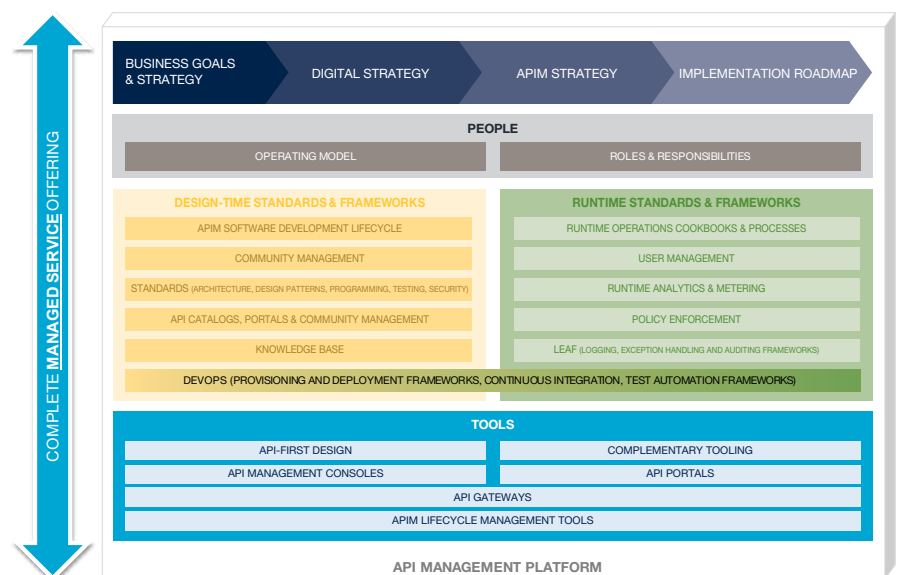 COMPLETE MANAGED SERVICE OFFERING
BUSINESS GOALS
& STRATEGY
DIGITAL STRATEGY
APIM STRATEGY
IMPLEMENTATION ROADMAP
PEOPLE
OPERATING MODEL
ROLES & RESPONSIBILITIES
DESIGN-TIME STANDARDS & FRAMEWORKS
APIM SOFTWARE DEVELOPMENT LIFECYCLE
COMMUNITY MANAGEMENT
STANDARDS (ARCHITECTURE, DESIGN PATTERNS, PROGRAMMING, TESTING, SECURITY)
API CATALOGS, PORTALS & COMMUNITY MANAGEMENT
KNOWLEDGE BASE
RUNTIME STANDARDS & FRAMEWORKS
RUNTIME OPERATIONS COOKBOOKS & PROCESSES
USER MANAGEMENT
RUNTIME ANALYTICS & METERING
POLICY ENFORCEMENT
LEAF (LOGGING, EXCEPTION HANDLING AND AUDITING FRAMEWORKS)
DEVOPS (PROVISIONING AND DEPLOYMENT FRAMEWORKS, CONTINUOUS INTEGRATION, TEST AUTOMATION FRAMEWORKS)
TOOLS
API-FIRST DESIGN
COMPLEMENTARY TOOLING
API MANAGEMENT CONSOLES
API PORTALS
API GATEWAYS
APIM LIFECYCLE MANAGEMENT TOOLS
API MANAGEMENT PLATFORM